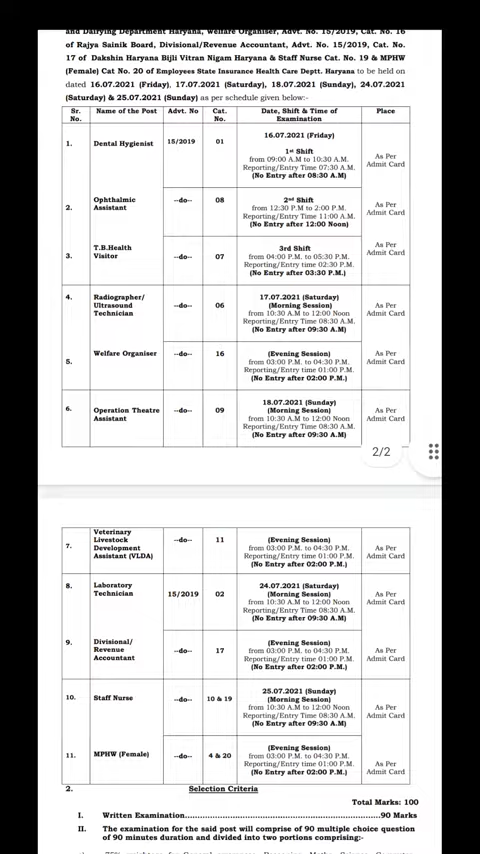 and Dairying Department Haryana, Welfare Organiser, Advt. No. 15/2019, Cat. No. 16
of Rajya Sainik Board, Divisional/Revenue Accountant, Advt. No. 15/2019, Cat. No.
17 of Dakshin Haryana Bijli Vitran Nigam Haryana & Staff Nurse Cat. No. 19 & MPHW
(Female) Cat No. 20 of Employees State Insurance Health Care Deptt. Haryana to be held on
dated 16.07.2021 (Friday), 17.07.2021 (Saturday), 18.07.2021 (Sunday), 24.07.2021
(Saturday) & 25.07.2021 (Sunday) as per schedule given below:-
Sr. No. Name of the Post Advt. No Cat. No. Date, Shift & Time of Examination Place
16.07.2021 (Friday)
1. Dental Hygienist 15/2019 01
1st Shift
from 09:00 A.M to 10:30 A.M.
Reporting/Entry Time 07:30 A.M.
(No Entry after 08:30 A.M)
As Per Admit Card
2. Ophthalmic Assistant --do-- 08
2nd Shift
from 12:30 P.M to 2:00 P.M.
Reporting/Entry Time 11:00 A.M.
(No Entry after 12:00 Noon)
As Per Admit Card
3. T.B.Health Visitor --do-- 07
3rd Shift
from 04:00 P.M. to 05:30 P.M.
Reporting/Entry time 02:30 P.M.
(No Entry after 03:30 P.M.)
As Per Admit Card
4. Radiographer/ Ultrasound Technician --do-- 06
17.07.2021 (Saturday)
(Morning Session)
from 10:30 A.M to 12:00 Noon
Reporting/Entry Time 08:30 A.M.
(No Entry after 09:30 A.M)
As Per Admit Card
5. Welfare Organiser --do-- 16
(Evening Session)
from 03:00 P.M. to 04:30 P.M.
Reporting/Entry time 01:00 P.M.
(No Entry after 02:00 P.M.)
As Per Admit Card
6. Operation Theatre Assistant --do-- 09
18.07.2021 (Sunday)
(Morning Session)
from 10:30 A.M to 12:00 Noon
Reporting/Entry Time 08:30 A.M.
(No Entry after 09:30 A.M)
As Per Admit Card
2/2
7. Veterinary Livestock Development Assistant (VLDA) --do-- 11
(Evening Session)
from 03:00 P.M. to 04:30 P.M.
Reporting/Entry time 01:00 P.M.
(No Entry after 02:00 P.M.)
As Per Admit Card
8. Laboratory Technician 15/2019 02
24.07.2021 (Saturday)
(Morning Session)
from 10:30 A.M to 12:00 Noon
Reporting/Entry Time 08:30 A.M.
(No Entry after 09:30 A.M)
As Per Admit Card
9. Divisional/ Revenue Accountant --do-- 17
(Evening Session)
from 03:00 P.M. to 04:30 P.M.
Reporting/Entry time 01:00 P.M.
(No Entry after 02:00 P.M.)
As Per Admit Card
10. Staff Nurse --do-- 10 & 19
25.07.2021 (Sunday)
(Morning Session)
from 10:30 A.M to 12:00 Noon
Reporting/Entry Time 08:30 A.M.
(No Entry after 09:30 A.M)
As Per Admit Card
11. MPHW (Female) --do-- 4 & 20
(Evening Session)
from 03:00 P.M. to 04:30 P.M.
Reporting/Entry time 01:00 P.M.
(No Entry after 02:00 P.M.)
As Per Admit Card
2. Selection Criteria
Total Marks: 100
I. Written Examination........................................................90 Marks
II. The examination for the said post will comprise of 90 multiple choice question
of 90 minutes duration and divided into two portions comprising: